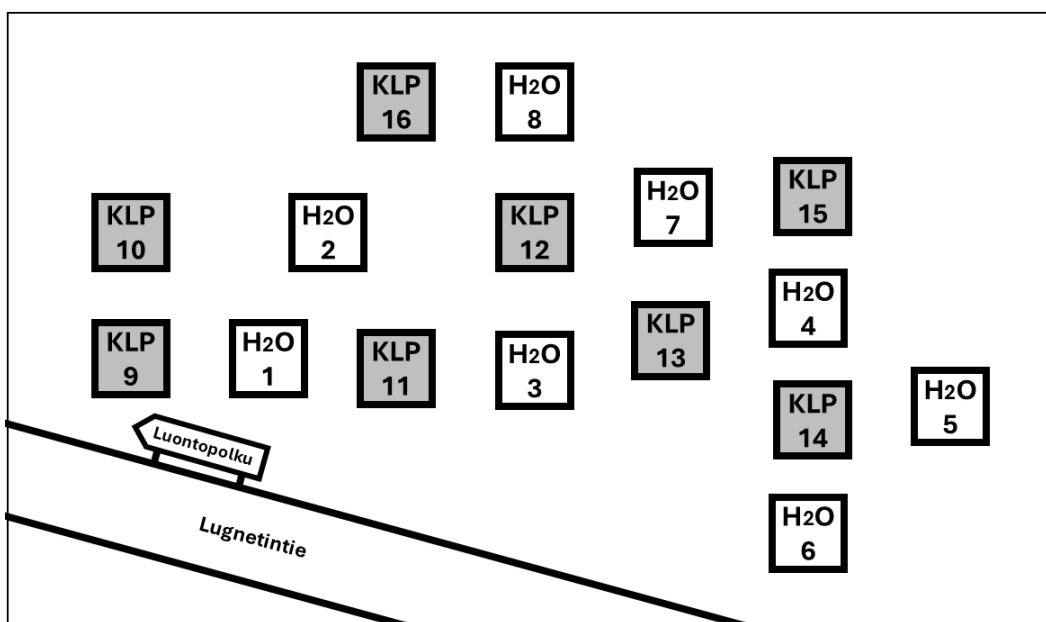 KLP
16
H2O
8
KLP
10
H2O
2
KLP
12
H2O
7
KLP
15
H2O
4
KLP
9
H2O
1
KLP
11
H2O
3
KLP
13
KLP
14
H2O
5
Luontopolku
H2O
6
Lugnetintie